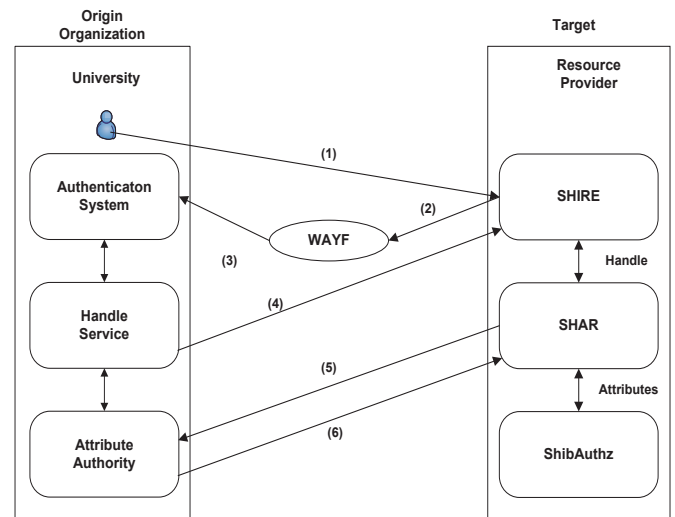 Origin
Organization
Target
University
Resource
Provider
(1)
Authenticaton
System
SHIRE
(2)
WAYF
(3)
Handle
(4)
Handle
Service
SHAR
(5)
Attributes
(6)
Attribute
Authority
ShibAuthz